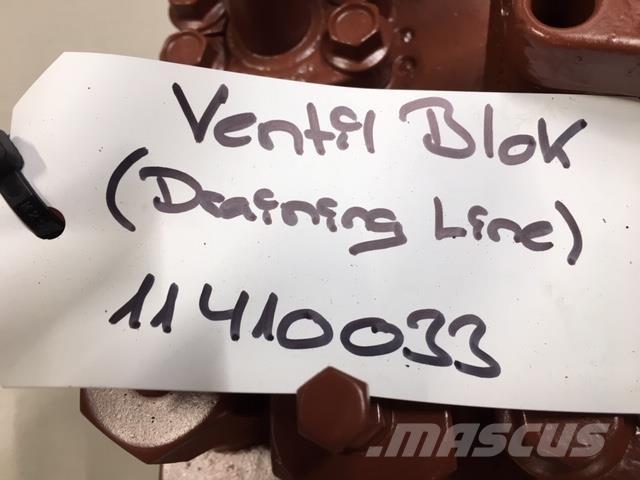 Ventil Blok
(Draining Line)
11410033
MASCUS